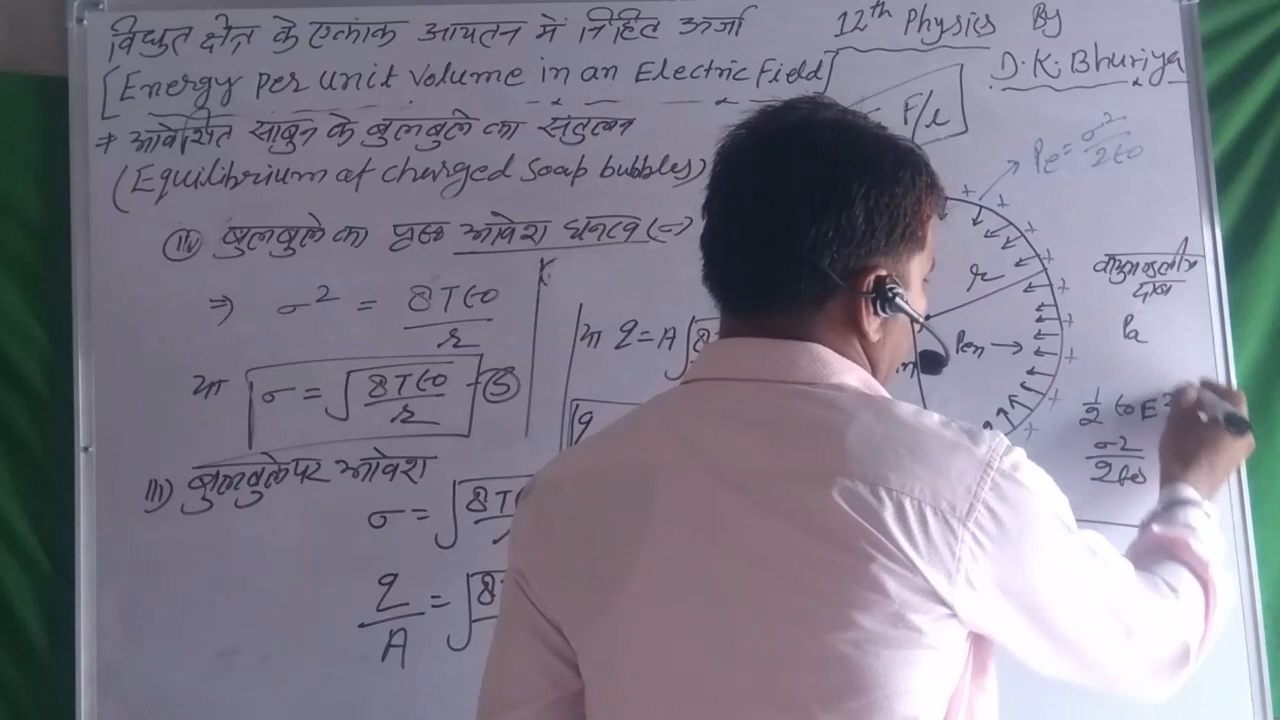 विद्युत क्षेत्र के एकांक आयतन में निहित ऊर्जा
12th Physics By
[Energy Per unit volume in an Electric Field]
D.K. Bhuriya
F/l
⇒ आवेशित साबुन के बुलबुले का संतुलन
(Equilibrium of charged soap bubbles)
Pe = σ²/2ε0
बुलबुले का पृष्ठ आवेश घनत्व (σ)
⇒ σ² = 8Tε0/r
r
वायुमण्डलीय दाब
Pa
या q = A√8
Pen →
या σ = √8Tε0/r -(5)
1/2 ε0E²
q
σ²/2ε0
III) बुलबुले पर आवेश
σ = √8T
q/A = √8